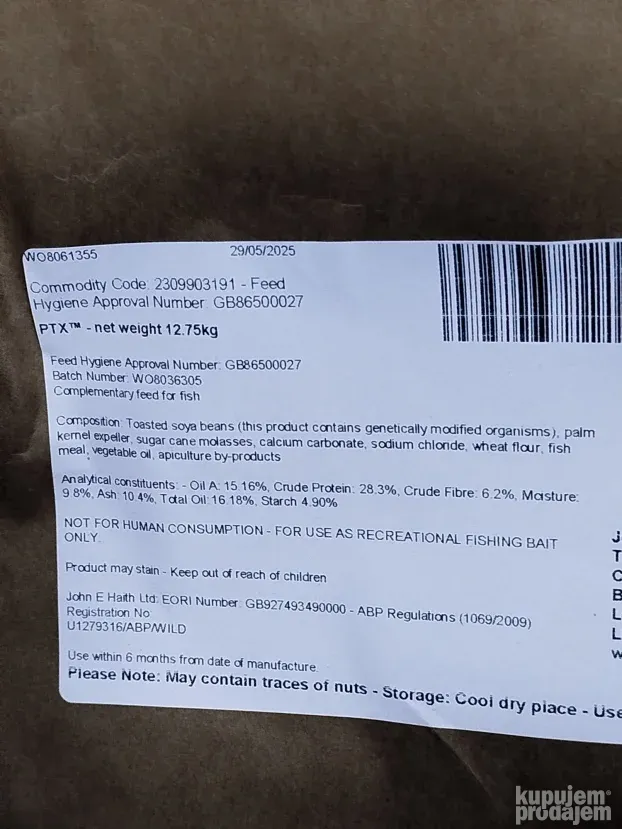 WO8061355 29/05/2025
Commodity Code: 2309903191 - Feed
Hygiene Approval Number: GB86500027
PTX™ - net weight 12.75kg
Feed Hygiene Approval Number: GB86500027
Batch Number: WO8036305
Complementary feed for fish
Composition: Toasted soya beans (this product contains genetically modified organisms), palm
kernel expeller, sugar cane molasses, calcium carbonate, sodium chloride, wheat flour, fish
meal, vegetable oil, apiculture by-products
Analytical constituents: - Oil A: 15.16%, Crude Protein: 28.3%, Crude Fibre: 6.2%, Moisture:
9.8%, Ash: 10.4%, Total Oil: 16.18%, Starch 4.90%
NOT FOR HUMAN CONSUMPTION - FOR USE AS RECREATIONAL FISHING BAIT
ONLY.
Product may stain - Keep out of reach of children
John E Haith Ltd: EORI Number: GB927493490000 - ABP Regulations (1069/2009)
Registration No:
U1279316/ABP/WILD
Use within 6 months from date of manufacture.
Please Note: May contain traces of nuts - Storage: Cool dry place - Use
J
T
C
B
L
L
w
kupujem
prodajem